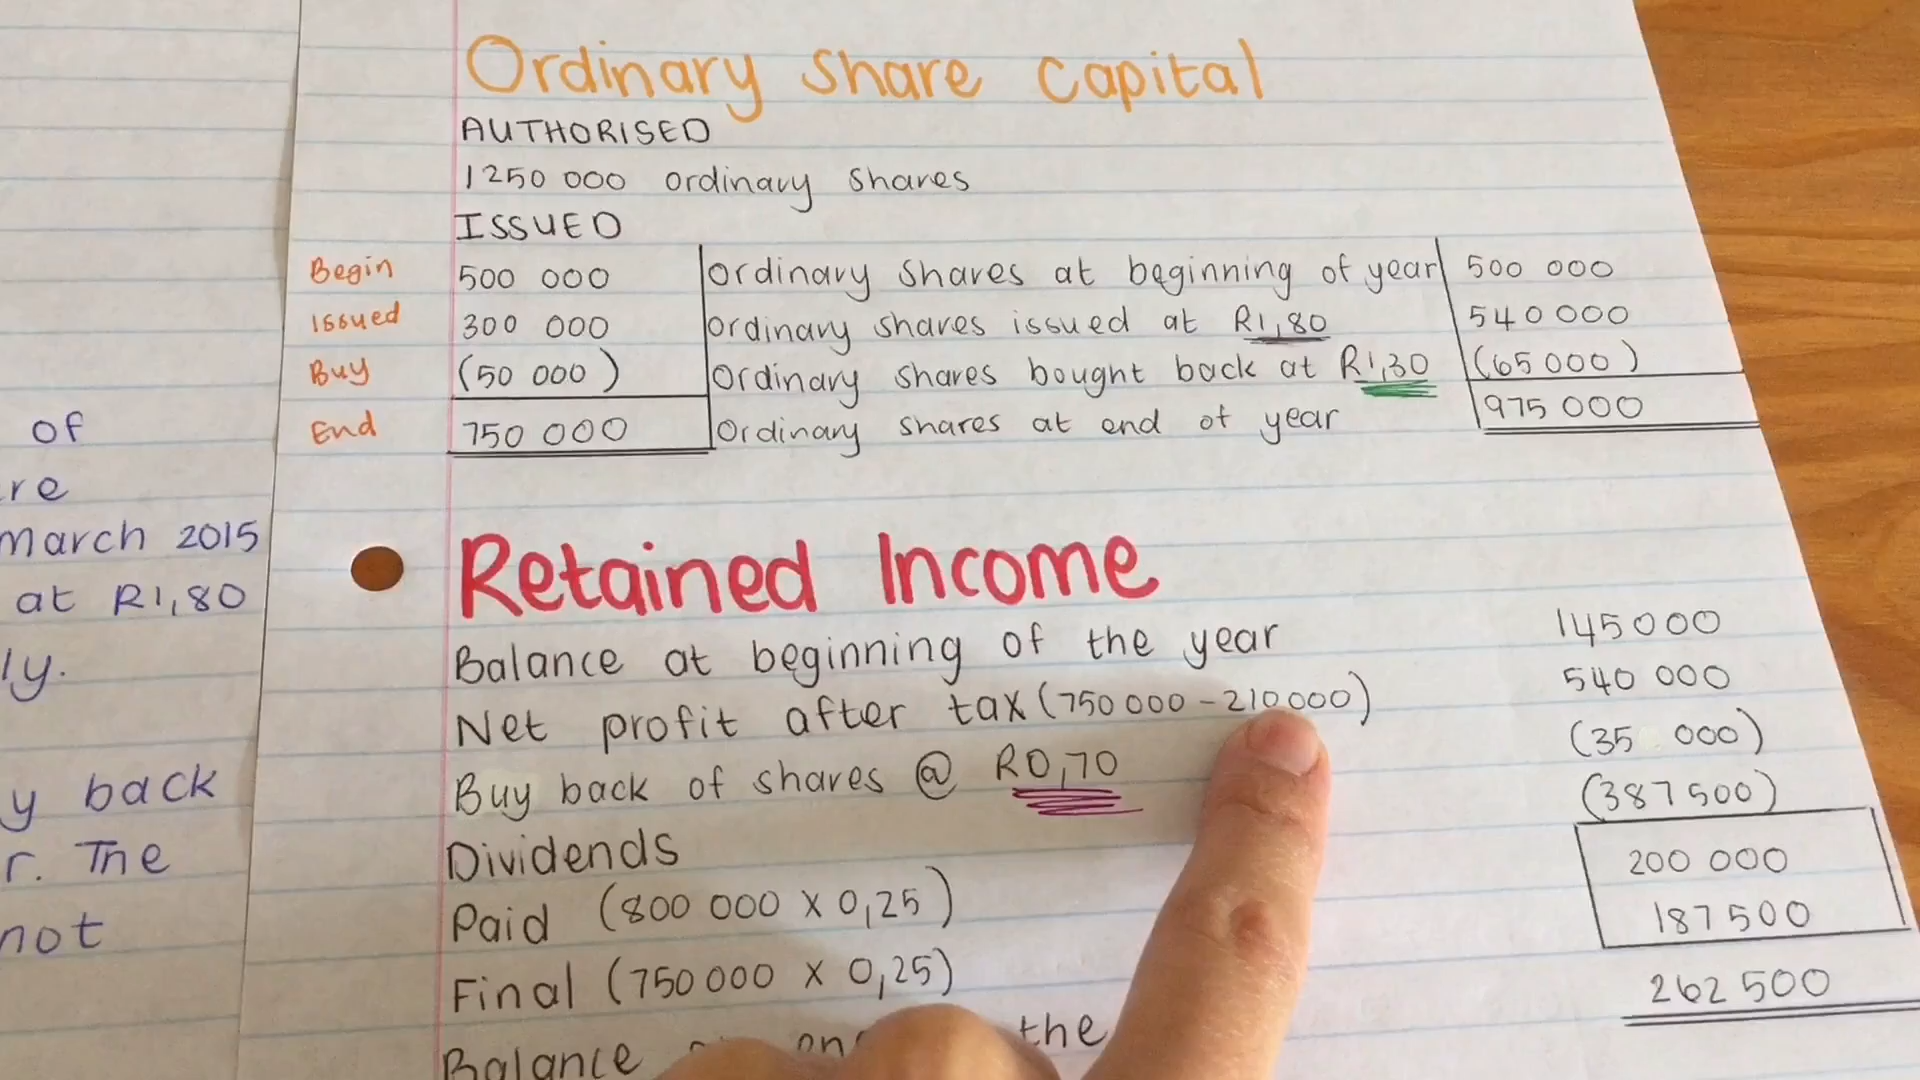 Ordinary Share Capital
AUTHORISED
1250 000 ordinary shares
ISSUED
Begin 500 000 ordinary shares at beginning of year 500 000
Issued 300 000 ordinary shares issued at R1,80 540 000
Buy (50 000) ordinary shares bought back at R1,30 (65 000)
End 750 000 ordinary shares at end of year 975 000
Retained Income
Balance at beginning of the year 145 000
Net profit after tax (750 000 - 210 000) 540 000
Buy back of shares @ R0,70 (35 000)
Dividends (387 500)
Paid (800 000 x 0,25) 200 000
Final (750 000 x 0,25) 187 500
Balance the 262 500
of
re
march 2015
at R1,80
ly.
y back
r. The
not